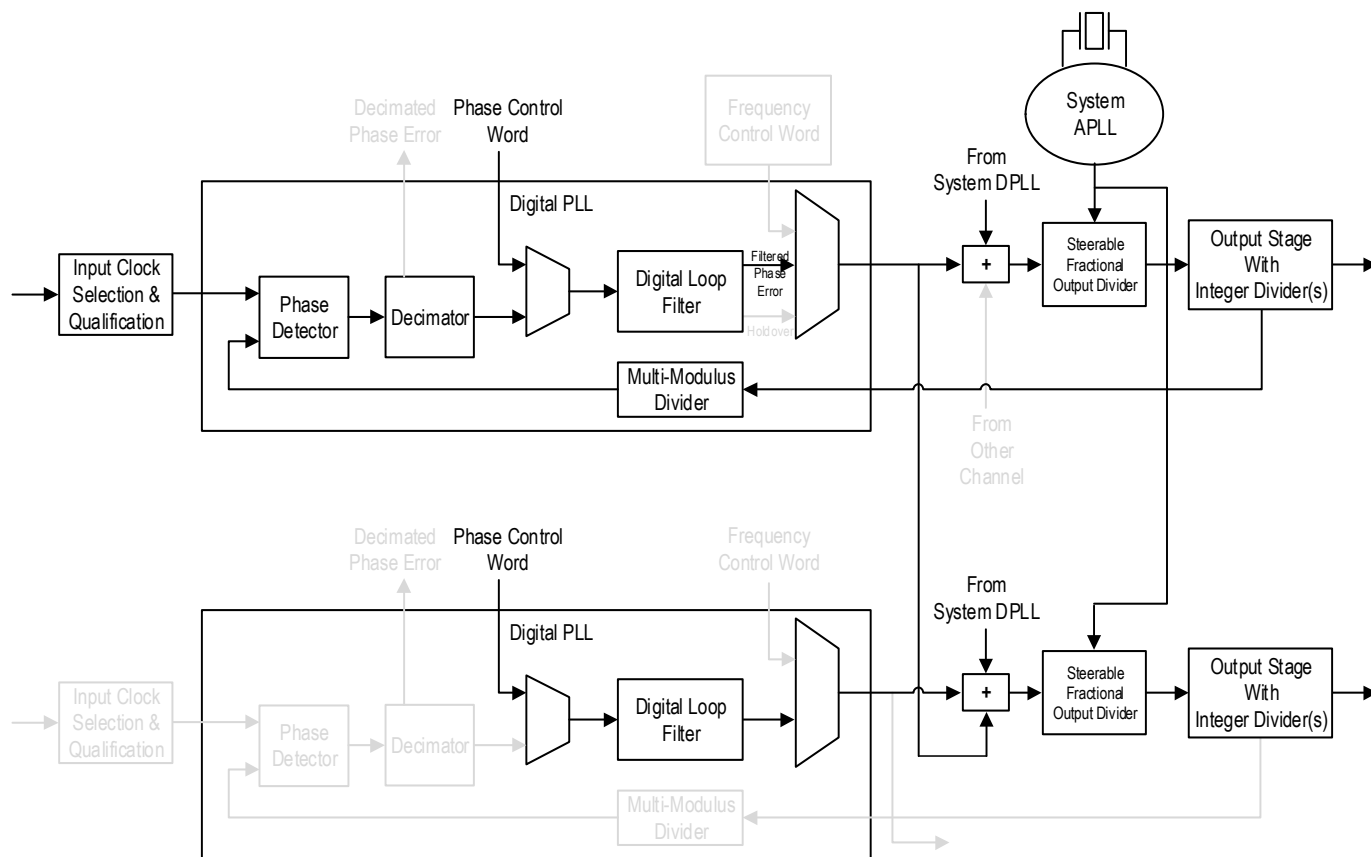 System
APLL
Decimated
Phase Error
Phase Control
Word
Frequency
Control Word
From
System DPLL
Digital PLL
Input Clock
Selection &
Qualification
Phase
Detector
Decimator
Digital Loop
Filter
Filtered
Phase
Error
Holdover
+
Steerable
Fractional
Output Divider
Output Stage
With
Integer Divider(s)
Multi-Modulus
Divider
From
Other
Channel
Decimated
Phase Error
Phase Control
Word
Frequency
Control Word
From
System DPLL
Digital PLL
Input Clock
Selection &
Qualification
Phase
Detector
Decimator
Digital Loop
Filter
+
Steerable
Fractional
Output Divider
Output Stage
With
Integer Divider(s)
Multi-Modulus
Divider